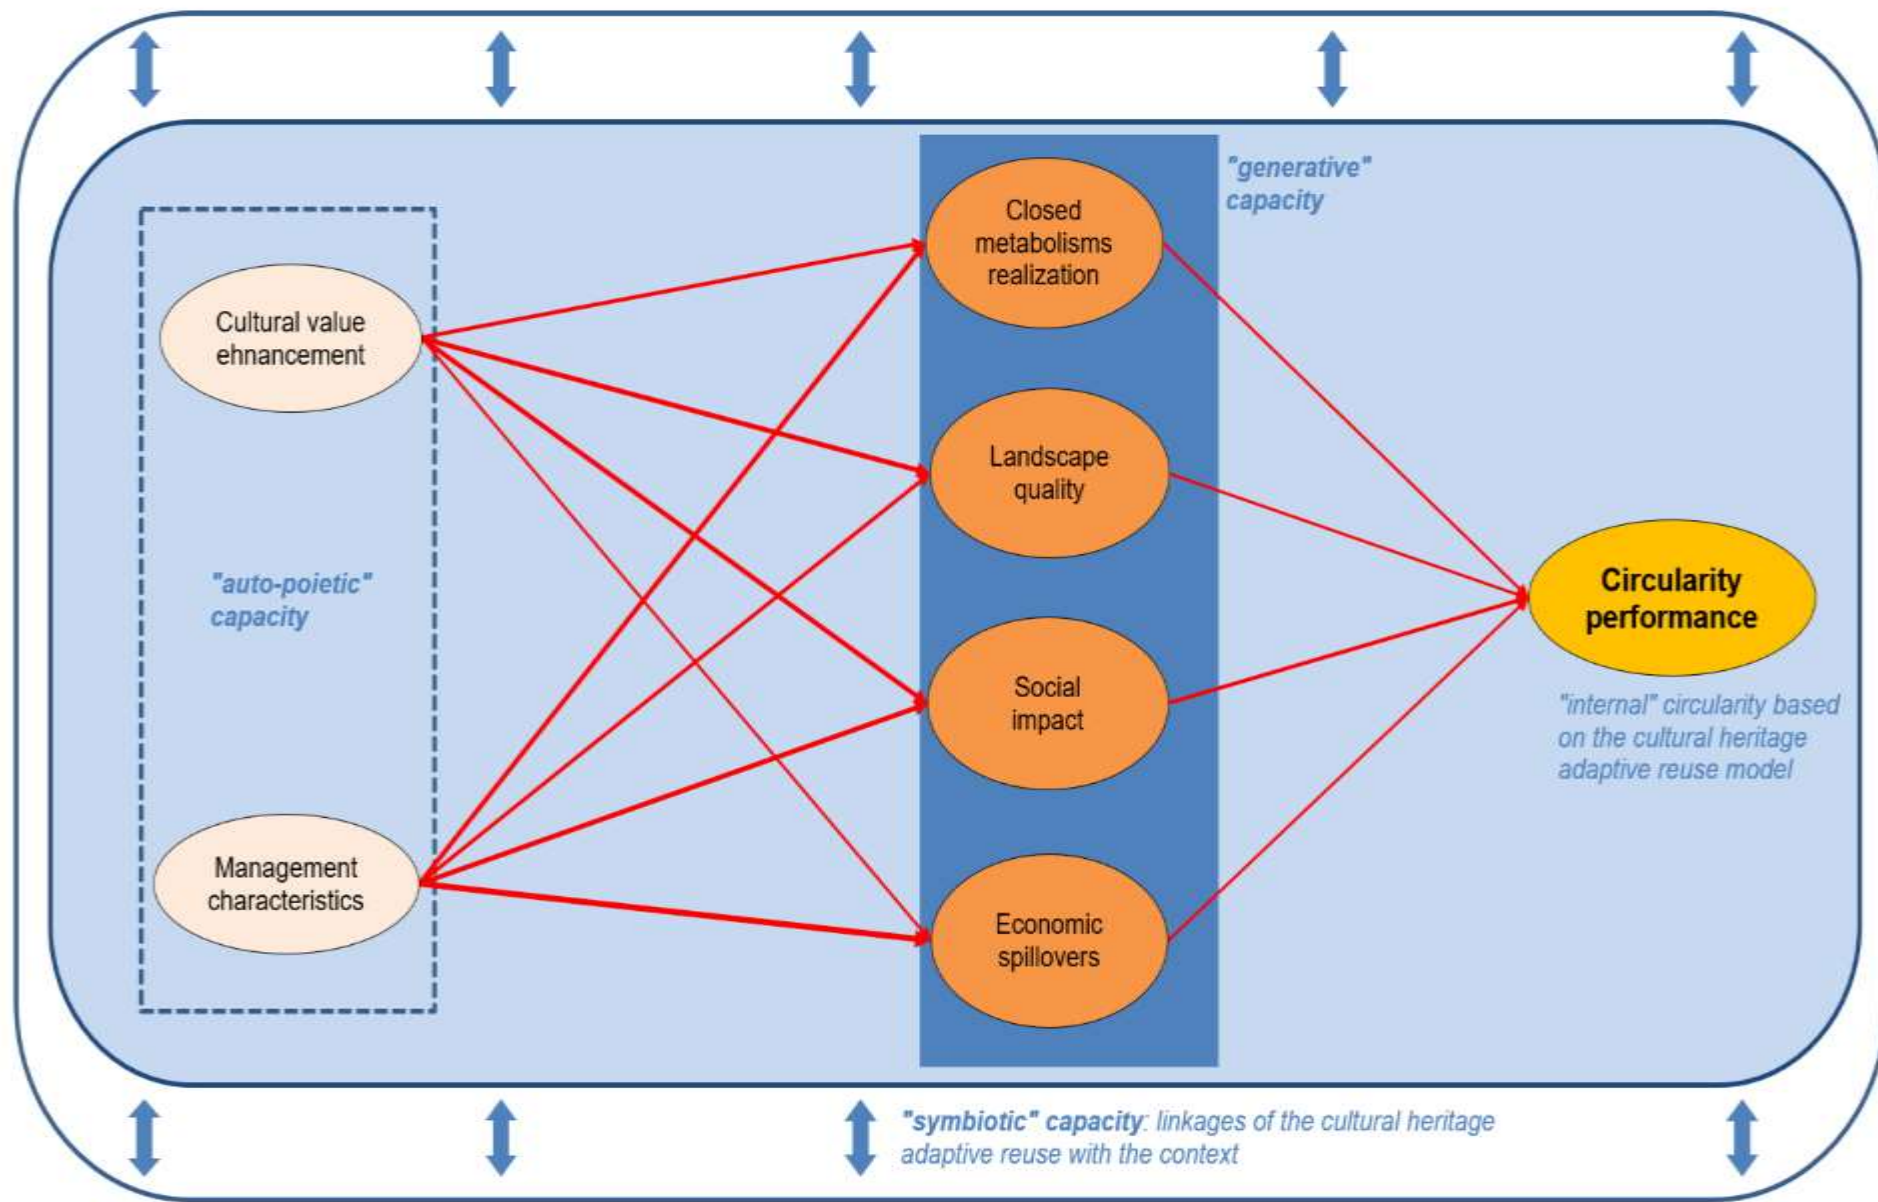 "generative"
capacity
Closed
metabolisms
realization
Cultural value
ehnancement
Landscape
quality
"auto-poietic"
capacity
Circularity
performance
Social
impact
"internal" circularity based
on the cultural heritage
adaptive reuse model
Management
characteristics
Economic
spillovers
"symbiotic" capacity: linkages of the cultural heritage
adaptive reuse with the context